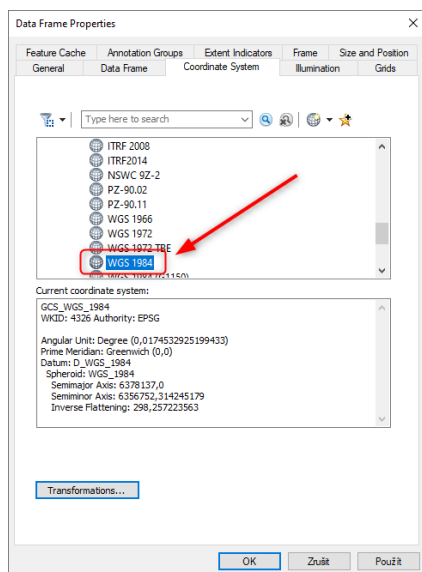 Data Frame Properties
Feature Cache Annotation Groups Extent Indicators Frame Size and Position
General Data Frame Coordinate System Illumination Grids
Type here to search
ITRF 2008
ITRF2014
NSWC 9Z-2
PZ-90.02
PZ-90.11
WGS 1966
WGS 1972
WGS 1972 TBE
WGS 1984
WGS 1984 (G1150)
Current coordinate system:
GCS_WGS_1984
WKID: 4326 Authority: EPSG
Angular Unit: Degree (0,0174532925199433)
Prime Meridian: Greenwich (0,0)
Datum: D_WGS_1984
Spheroid: WGS_1984
Semimajor Axis: 6378137,0
Semiminor Axis: 6356752,314245179
Inverse Flattening: 298,257223563
Transformations...
OK Zrušit Použít